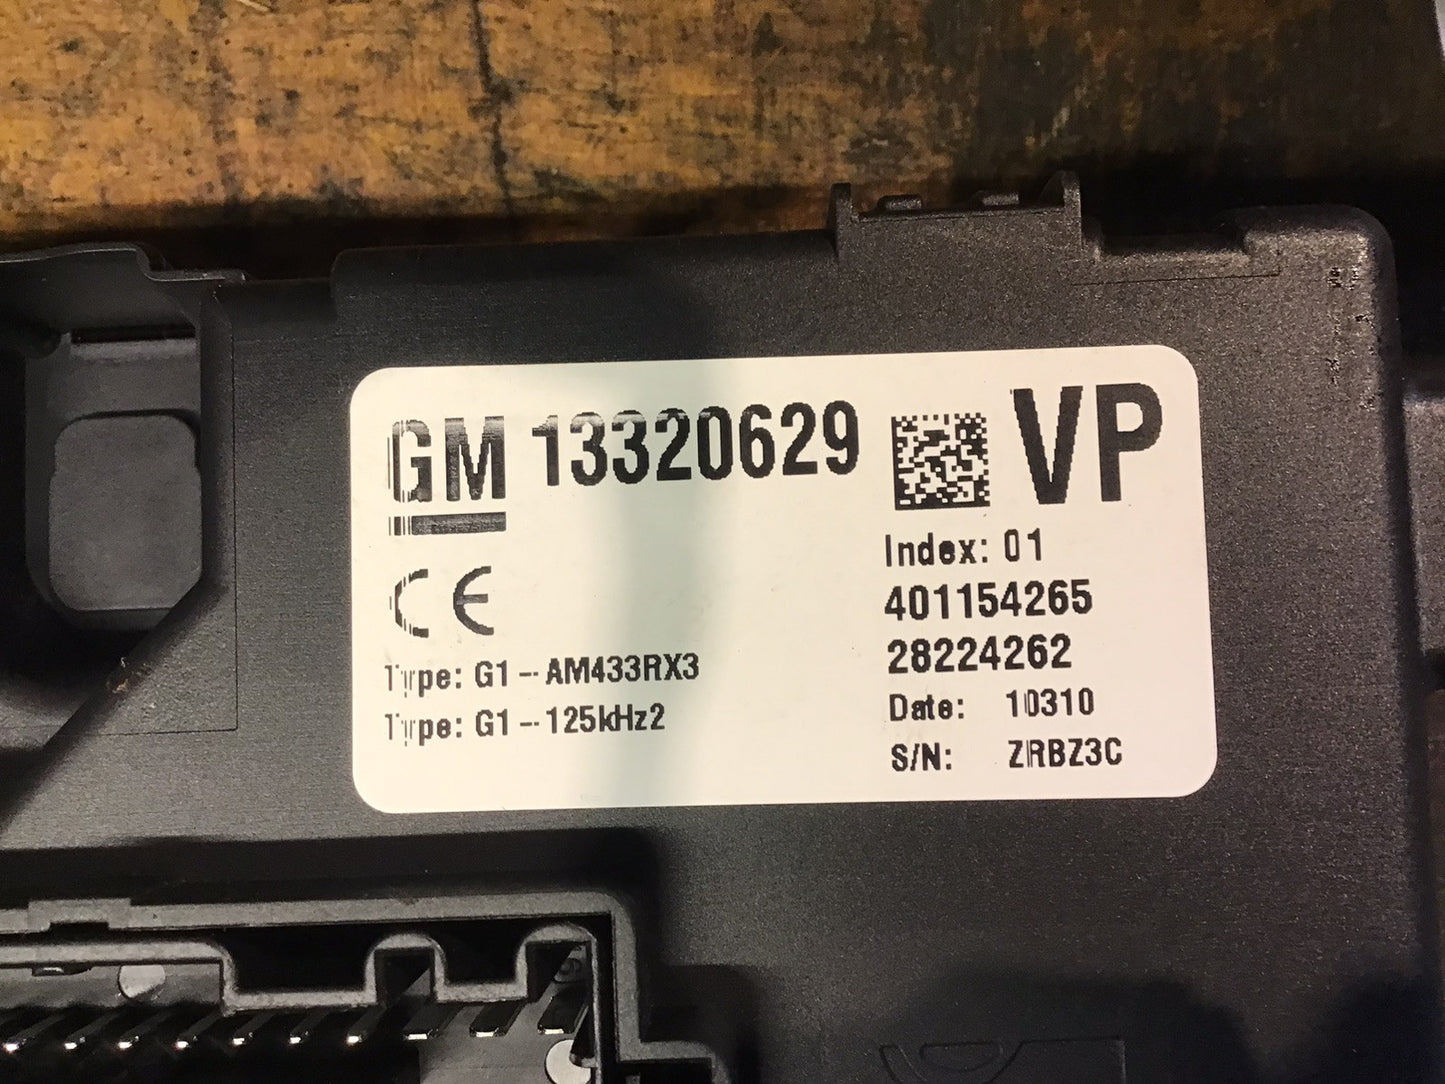 GM 13320629 VP
Index: 01
401154265
28224262
CE
Type: G1--AM433RX3
Type: G1--125kHz2
Date: 10310
S/N: ZRBZ3C